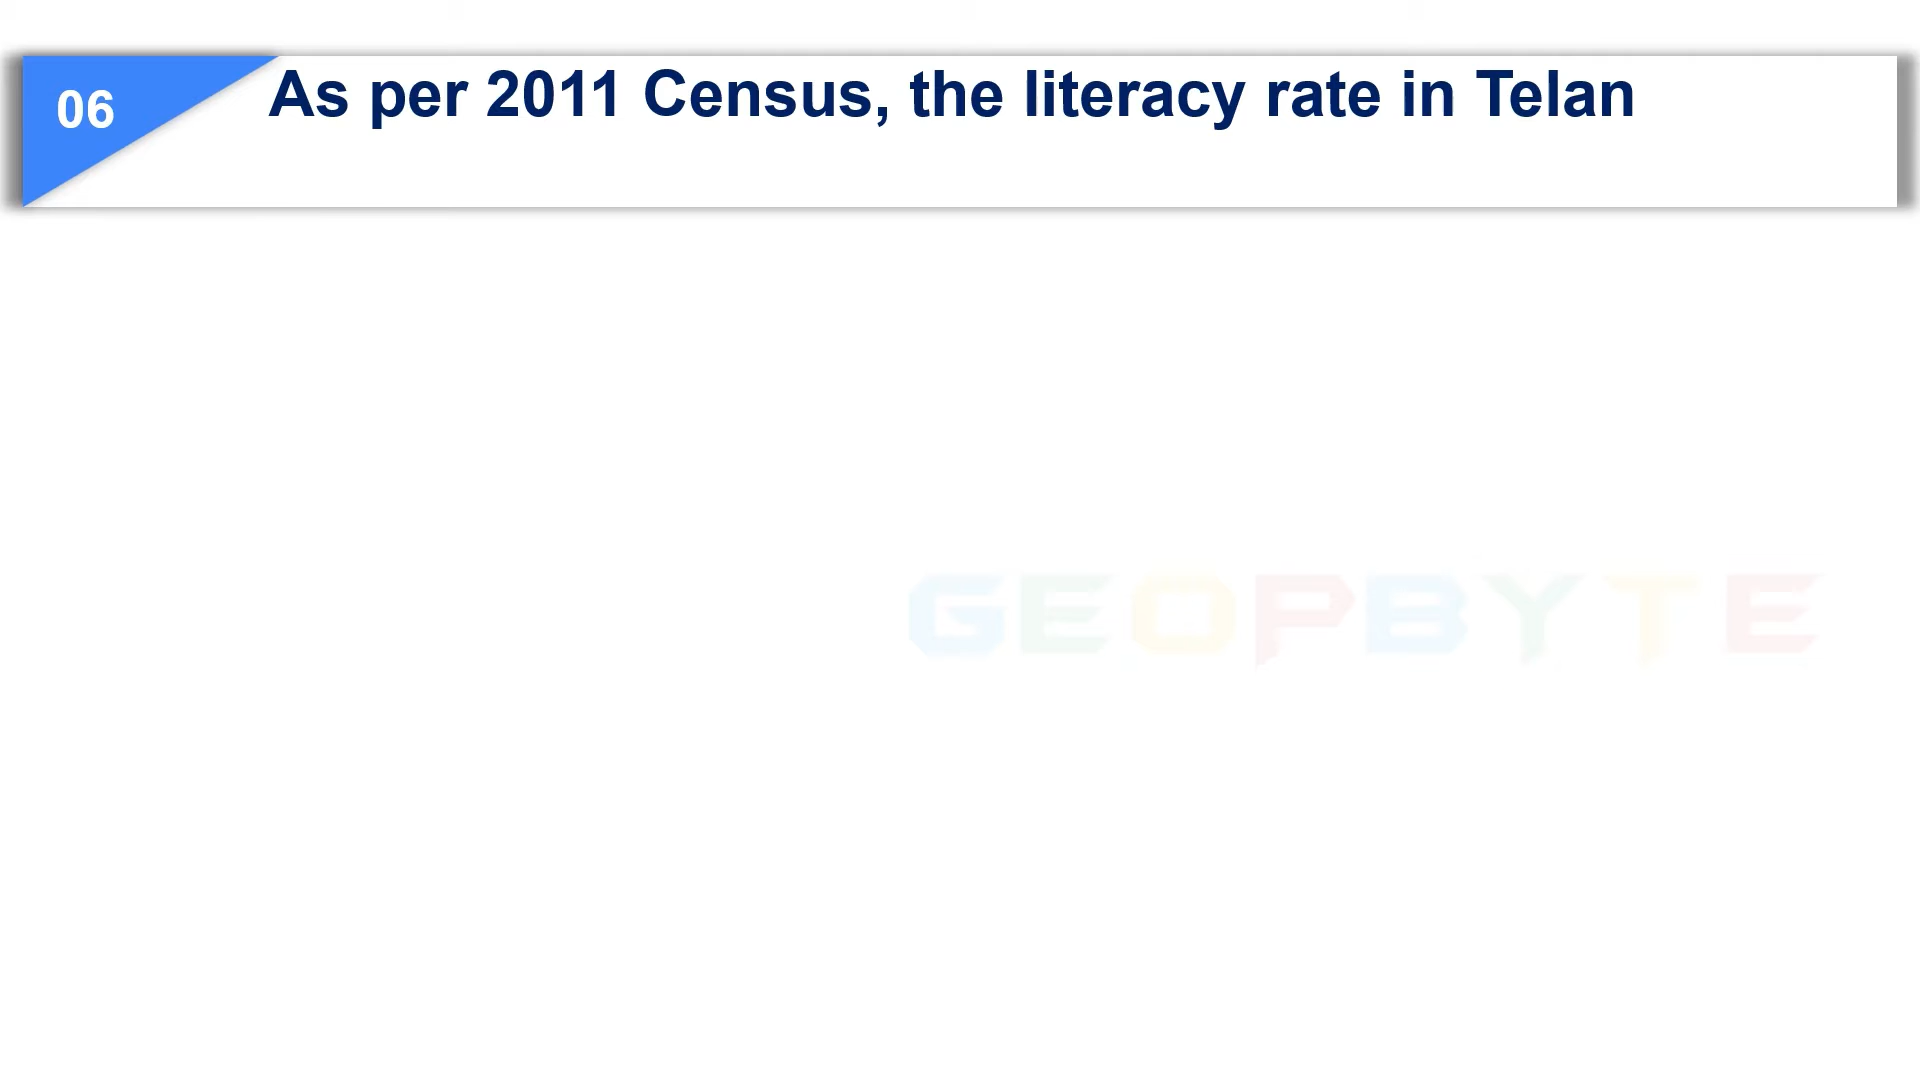 06
As per 2011 Census, the literacy rate in Telan
GEOPBYTE